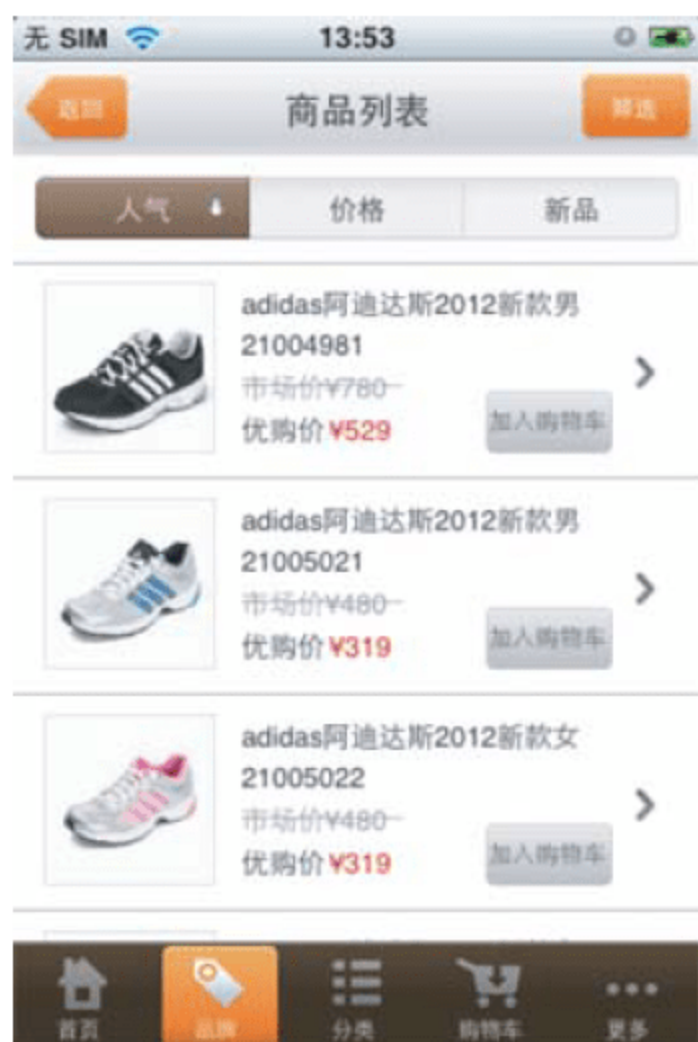 无 SIM 13:53
返回 商品列表 筛选
人气 价格 新品
adidas阿迪达斯2012新款男
21004981
市场价¥780
优购价 ¥529 加入购物车
adidas阿迪达斯2012新款男
21005021
市场价¥480
优购价 ¥319 加入购物车
adidas阿迪达斯2012新款女
21005022
市场价¥480
优购价 ¥319 加入购物车
首页 品牌 分类 购物车 更多